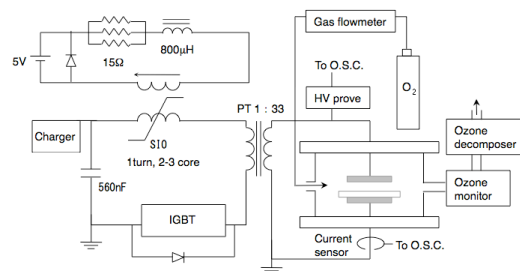 Gas flowmeter
800μH
5V
15Ω
To O.S.C.
O2
HV prove
PT 1 : 33
Charger
SI0
1turn, 2-3 core
Ozone
decomposer
560nF
Ozone
monitor
IGBT
Current
sensor
To O.S.C.